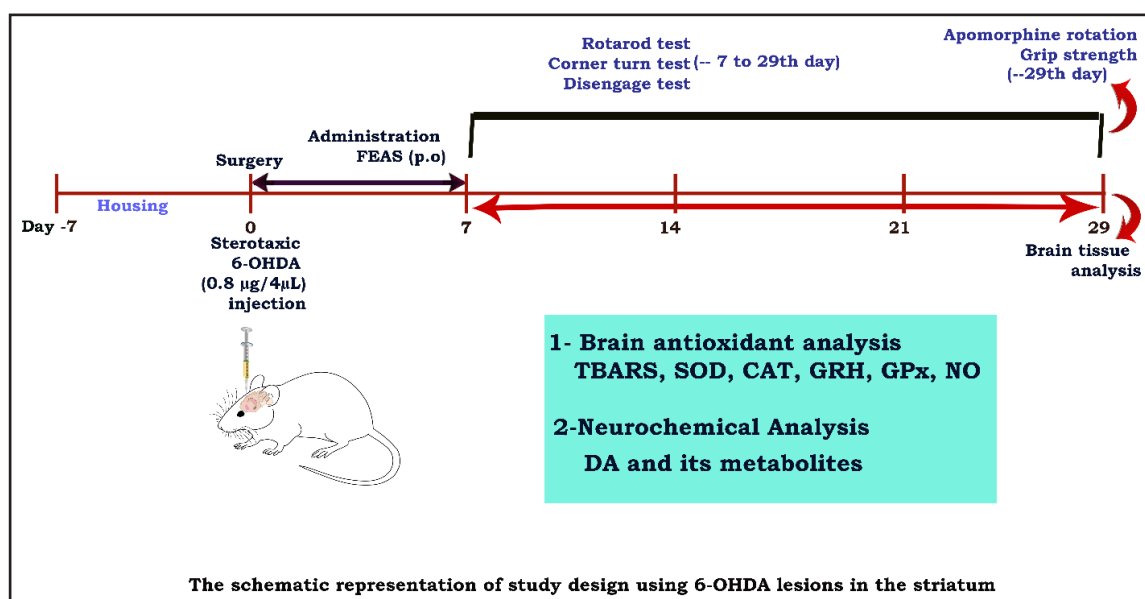 Rotarod test
Corner turn test (-- 7 to 29th day)
Disengage test
Apomorphine rotation
Grip strength
(--29th day)
Administration
FEAS (p.o)
Surgery
Housing
Day -7
0
7
14
21
29
Sterotaxic
6-OHDA
(0.8 µg/4µL)
injection
Brain tissue
analysis
1- Brain antioxidant analysis
TBARS, SOD, CAT, GRH, GPx, NO
2-Neurochemical Analysis
DA and its metabolites
The schematic representation of study design using 6-OHDA lesions in the striatum